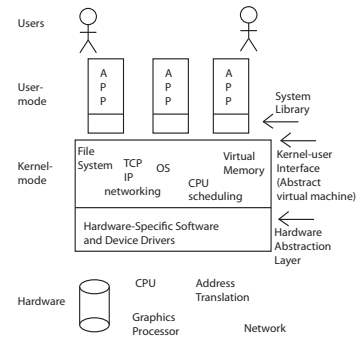 Users
User-
mode
A
P
P
A
P
P
A
P
P
System
Library
Kernel-
mode
File
System
TCP
IP
networking
OS
CPU
scheduling
Virtual
Memory
Kernel-user
Interface
(Abstract
virtual machine)
Hardware-Specific Software
and Device Drivers
Hardware
Abstraction
Layer
Hardware
CPU
Address
Translation
Graphics
Processor
Network